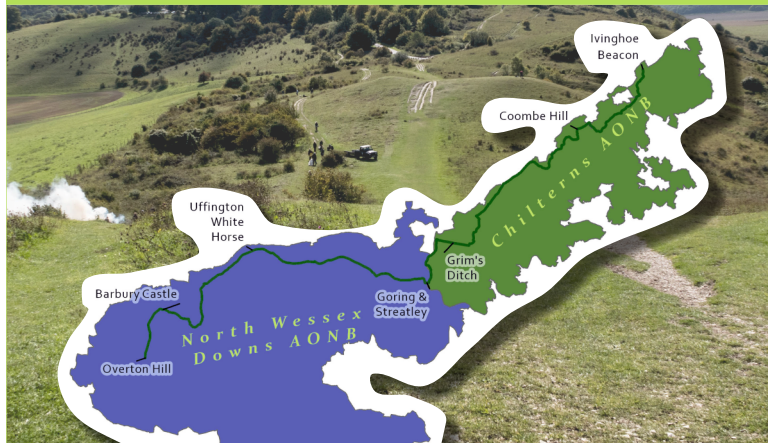 Ivinghoe
Beacon
Coombe Hill
Chilterns AONB
Uffington
White
Horse
Grim's
Ditch
Barbury Castle
Goring &
Streatley
North Wessex
Downs AONB
Overton Hill